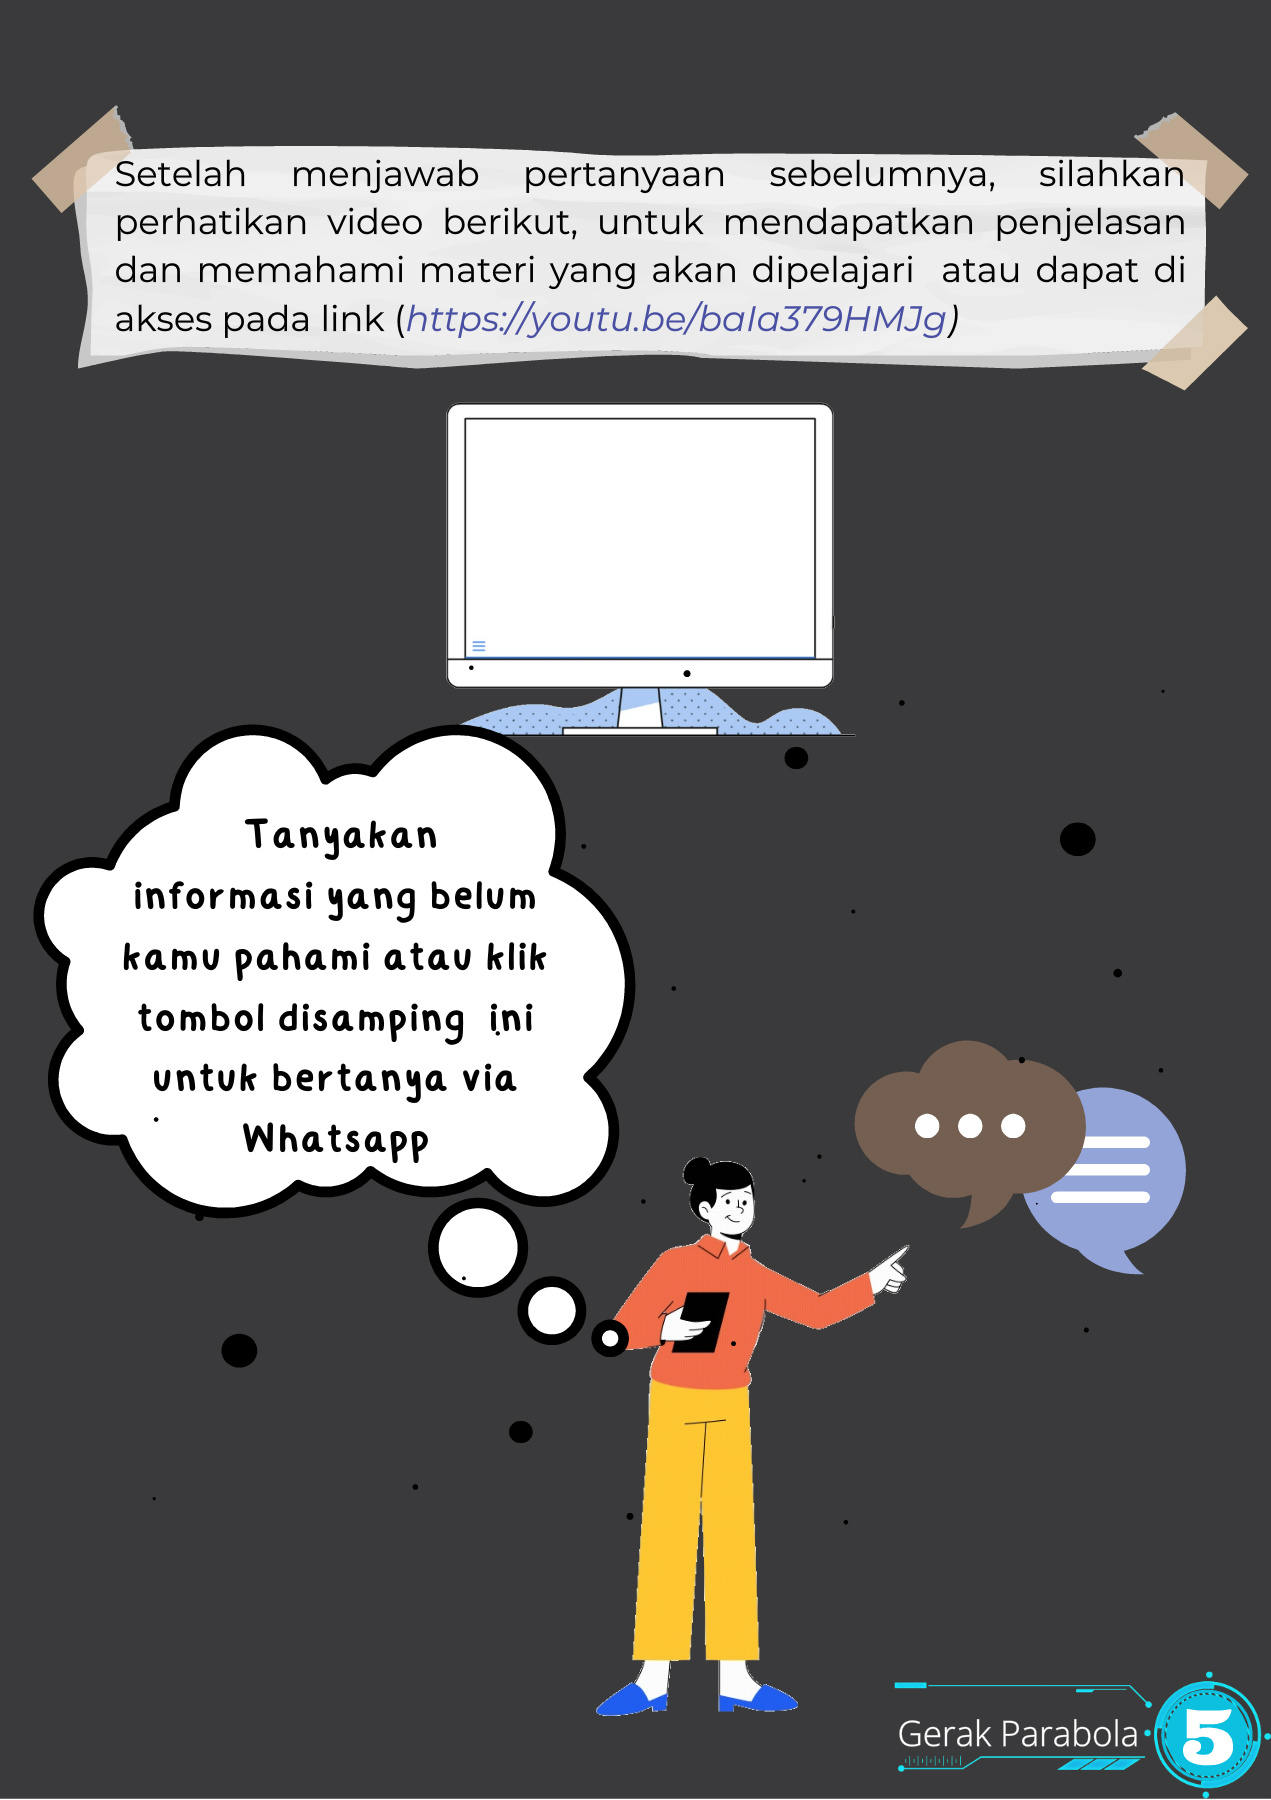 Setelah menjawab pertanyaan sebelumnya, silahkan
perhatikan video berikut, untuk mendapatkan penjelasan
dan memahami materi yang akan dipelajari atau dapat di
akses pada link (https://youtu.be/baIa379HMJg)
Tanyakan
informasi yang belum
kamu pahami atau klik
tombol disamping ini
untuk bertanya via
Whatsapp
Gerak Parabola
5